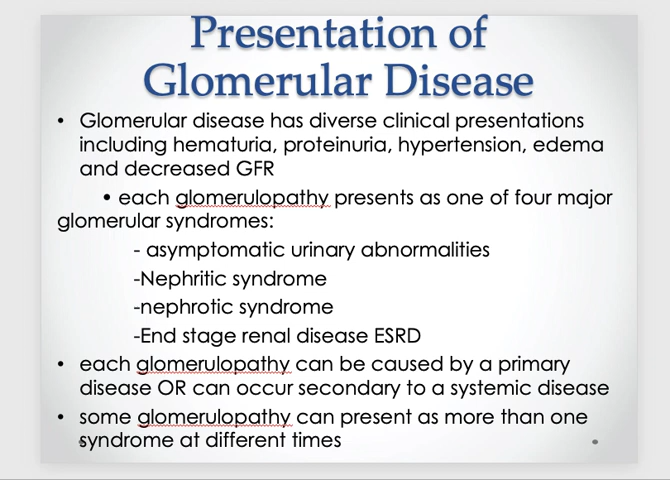 Presentation of
Glomerular Disease
• Glomerular disease has diverse clinical presentations
including hematuria, proteinuria, hypertension, edema
and decreased GFR
• each glomerulopathy presents as one of four major
glomerular syndromes:
- asymptomatic urinary abnormalities
-Nephritic syndrome
-nephrotic syndrome
-End stage renal disease ESRD
• each glomerulopathy can be caused by a primary
disease OR can occur secondary to a systemic disease
• some glomerulopathy can present as more than one
syndrome at different times